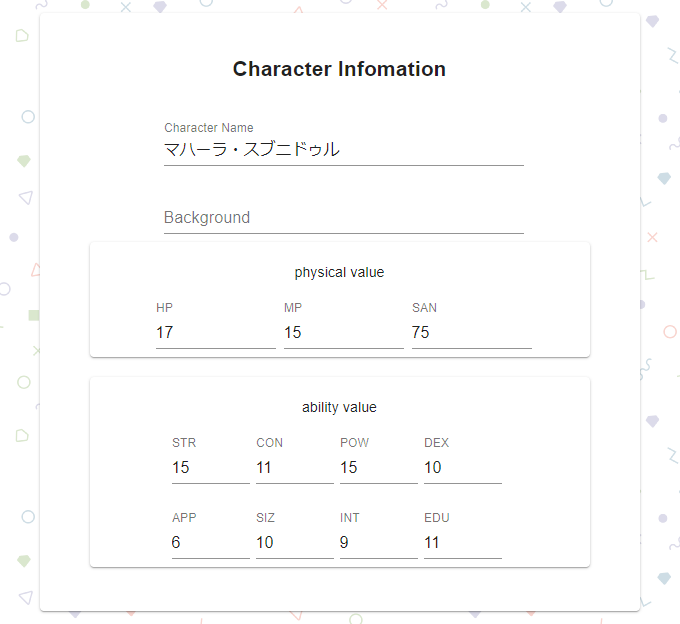 Character Infomation
Character Name
マハーラ・スブニドゥル
Background
physical value
HP MP SAN
17 15 75
ability value
STR CON POW DEX
15 11 15 10
APP SIZ INT EDU
6 10 9 11